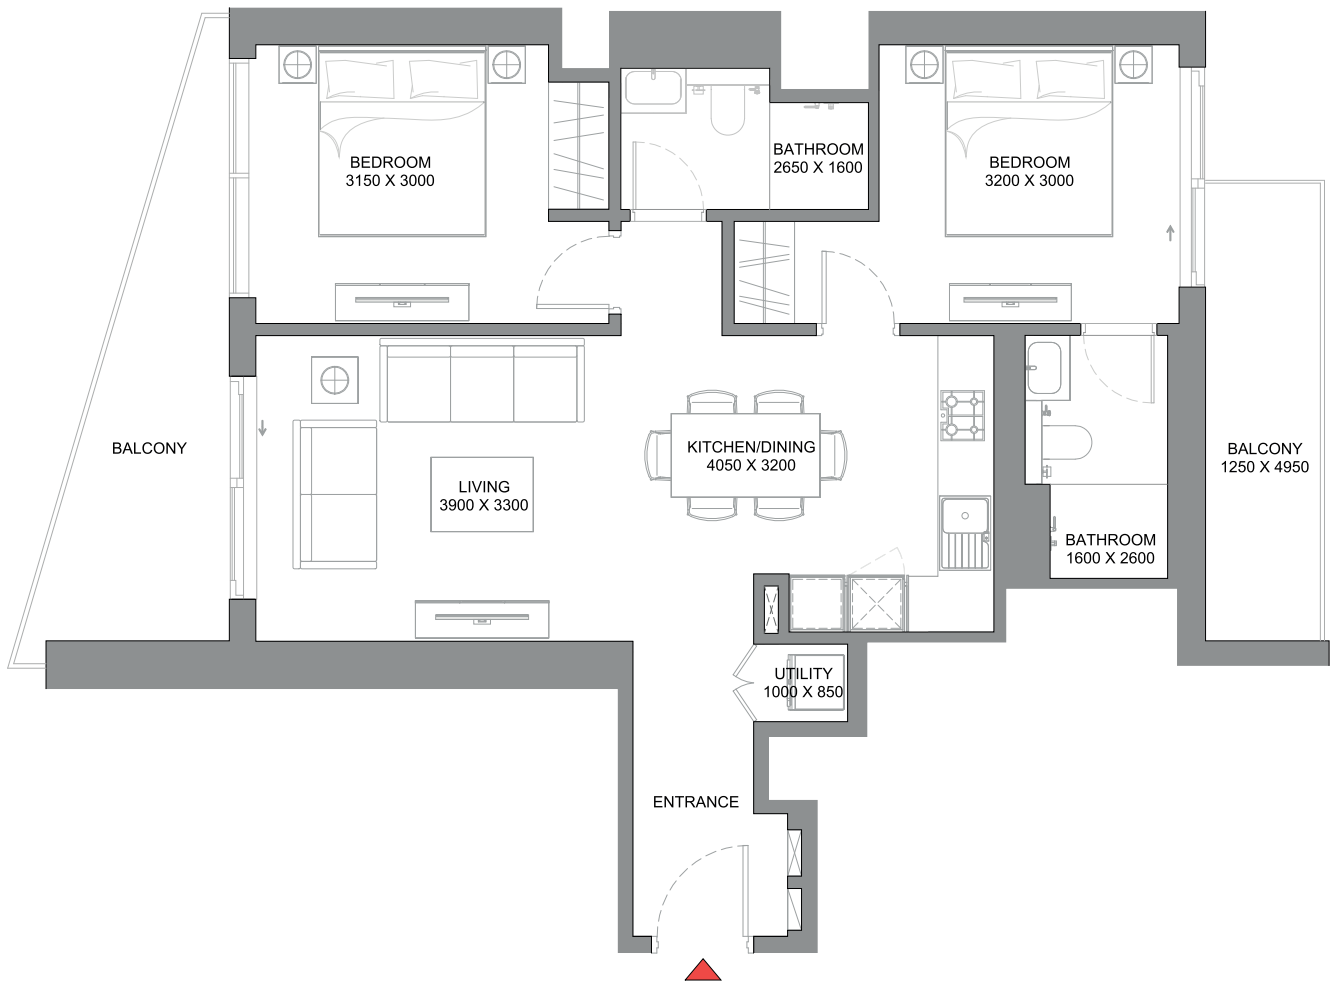 BEDROOM
3150 X 3000
BATHROOM
2650 X 1600
BEDROOM
3200 X 3000
BALCONY
KITCHEN/DINING
4050 X 3200
BALCONY
1250 X 4950
LIVING
3900 X 3300
BATHROOM
1600 X 2600
UTILITY
1000 X 850
ENTRANCE